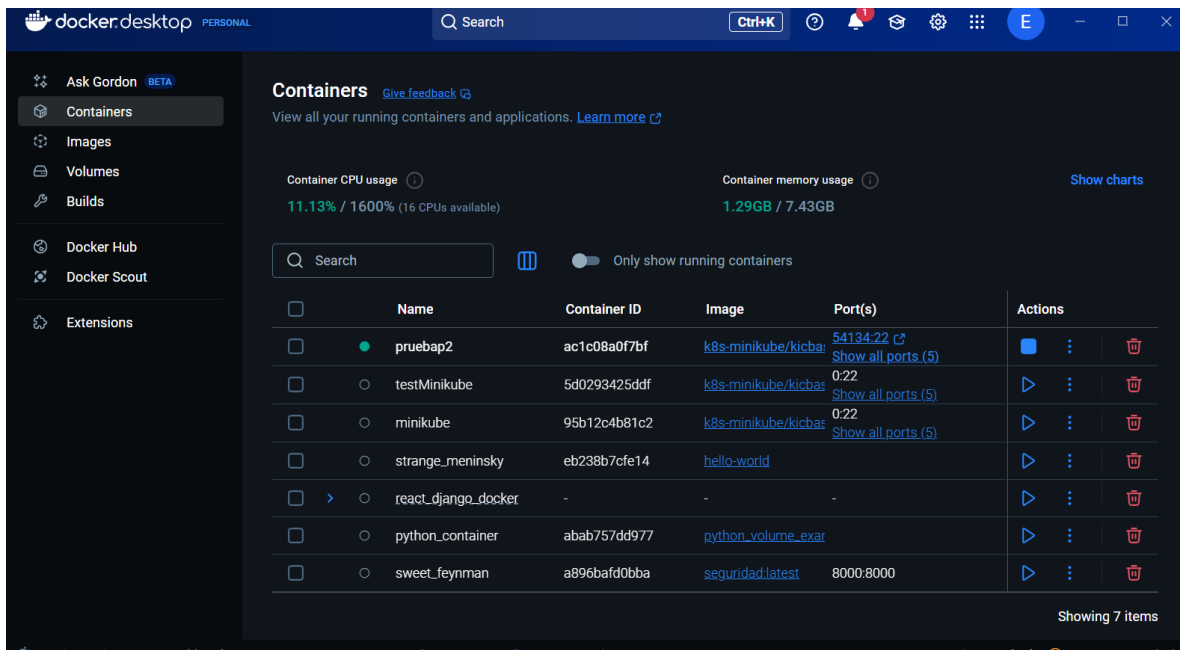 docker.desktop PERSONAL
Search Ctrl+K 1 E
Ask Gordon BETA
Containers
Images
Volumes
Builds
Docker Hub
Docker Scout
Extensions
Containers Give feedback
View all your running containers and applications. Learn more
Container CPU usage
11.13% / 1600% (16 CPUs available)
Container memory usage
1.29GB / 7.43GB
Show charts
Search
Only show running containers
Name Container ID Image Port(s) Actions
pruebap2 ac1c08a0f7bf k8s-minikube/kicba 54134:22
Show all ports (5)
testMinikube 5d0293425ddf k8s-minikube/kicbas 0:22
Show all ports (5)
minikube 95b12c4b81c2 k8s-minikube/kicbas 0:22
Show all ports (5)
strange_meninsky eb238b7cfe14 hello-world
react_django_docker - - -
python_container abab757dd977 python_volume_exar
sweet_feynman a896bafd0bba seguridad:latest 8000:8000
Showing 7 items